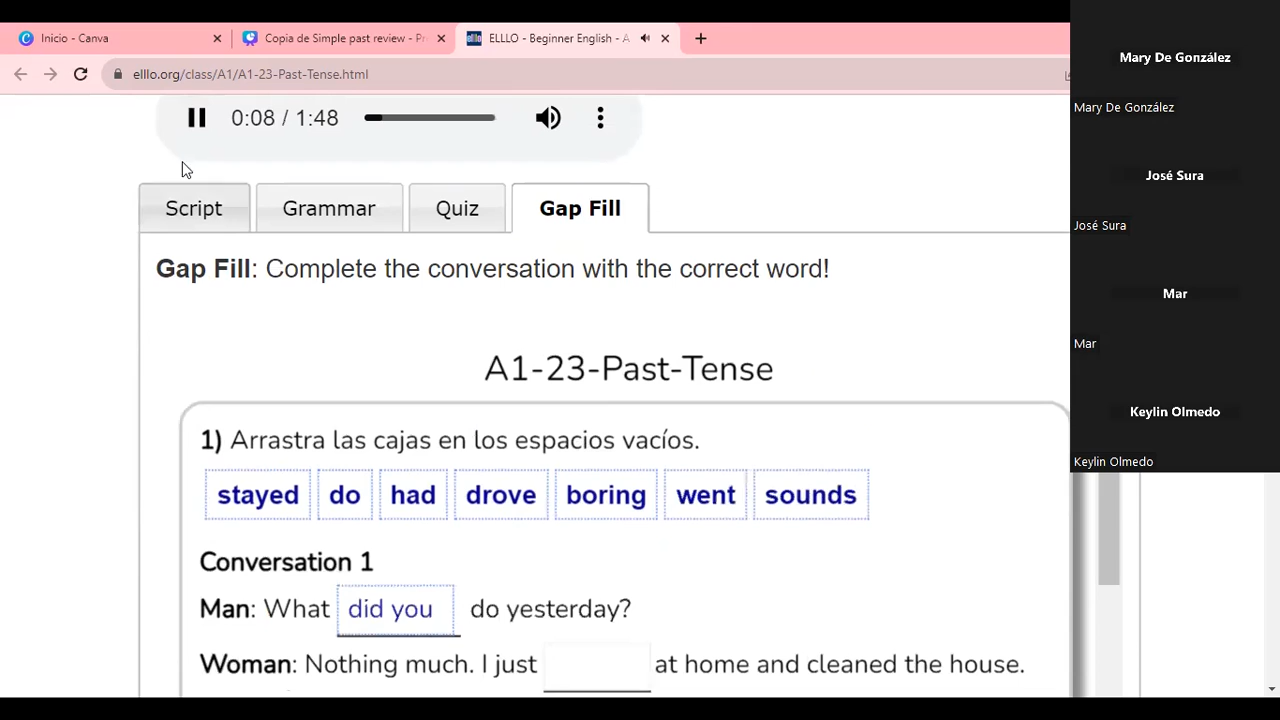 Inicio - Canva
Copia de Simple past review - Pr
ELLLO - Beginner English - A
elllo.org/class/A1/A1-23-Past-Tense.html
0:08 / 1:48
Script
Grammar
Quiz
Gap Fill
Gap Fill: Complete the conversation with the correct word!
A1-23-Past-Tense
1) Arrastra las cajas en los espacios vacíos.
stayed do had drove boring went sounds
Conversation 1
Man: What did you do yesterday?
Woman: Nothing much. I just at home and cleaned the house.
Mary De González
Mary De González
José Sura
José Sura
Mar
Mar
Keylin Olmedo
Keylin Olmedo